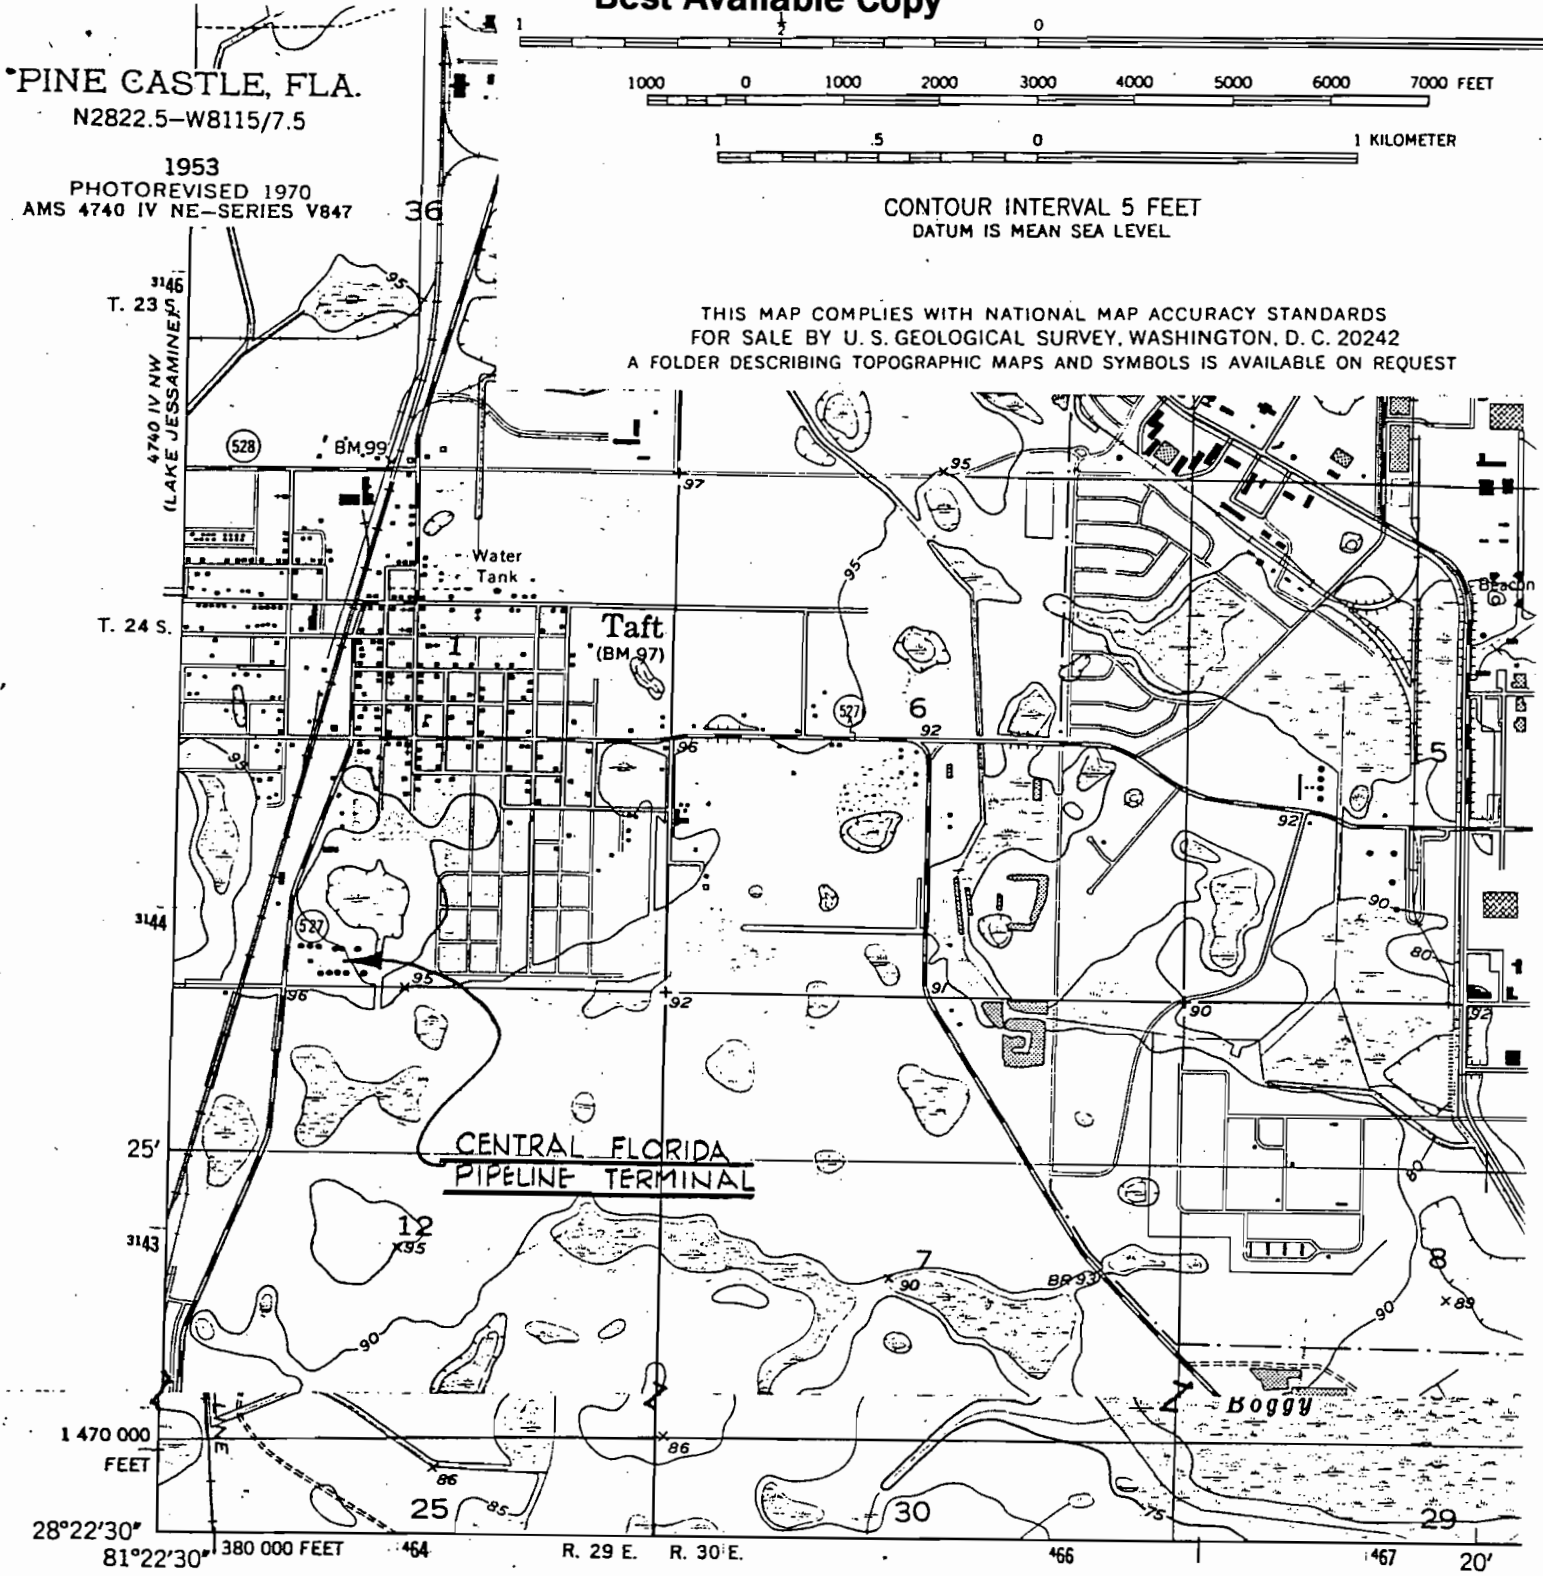 Best Available Copy
1 ½ 0
PINE CASTLE, FLA.
N2822.5—W8115/7.5
1953
PHOTOREVISED 1970
AMS 4740 IV NE—SERIES V847
1000 0 1000 2000 3000 4000 5000 6000 7000 FEET
1 .5 0 1 KILOMETER
CONTOUR INTERVAL 5 FEET
DATUM IS MEAN SEA LEVEL
THIS MAP COMPLIES WITH NATIONAL MAP ACCURACY STANDARDS
FOR SALE BY U. S. GEOLOGICAL SURVEY, WASHINGTON, D. C. 20242
A FOLDER DESCRIBING TOPOGRAPHIC MAPS AND SYMBOLS IS AVAILABLE ON REQUEST
36
3146
T. 23 S.
95
4740 IV NW
(LAKE JESSAMINE)
528
BM 99
97
95
Water
Tank
95
Beacon
T. 24 S.
Taft
(BM 97)
1
527
A
6
92
96
5
95
92
3144
527
90
80
95
96
92
91
90
92
25'
CENTRAL FLORIDA
PIPELINE TERMINAL
80
3143
12
95
7
90
BR 93
8
89
90
90
Boggy
LINE
1 470 000
FEET
86
86
85
75
25
30
29
28°22'30"
81°22'30"
380 000 FEET
464
R. 29 E. R. 30 E.
466
467
20'